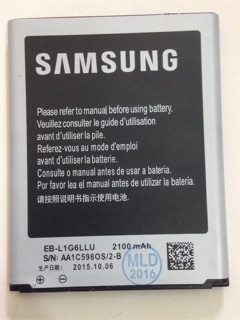 SAMSUNG
Please refer to manual before using battery.
Veuillez consulter le guide d'utilisation
avant d'utiliser la pile.
Referez-vous au mode d'emploi
avant d'utiliser la batterie.
Consulte o manual antes de usar a bateria.
Por favor lea el manual antes de utilizar la batería.
请按照说明书指示使用电池.
EB-L1G6LLU 2100 mAh
S/N: AA1C598OS/2-B
生产日期
2015.10.06
MLD
2016